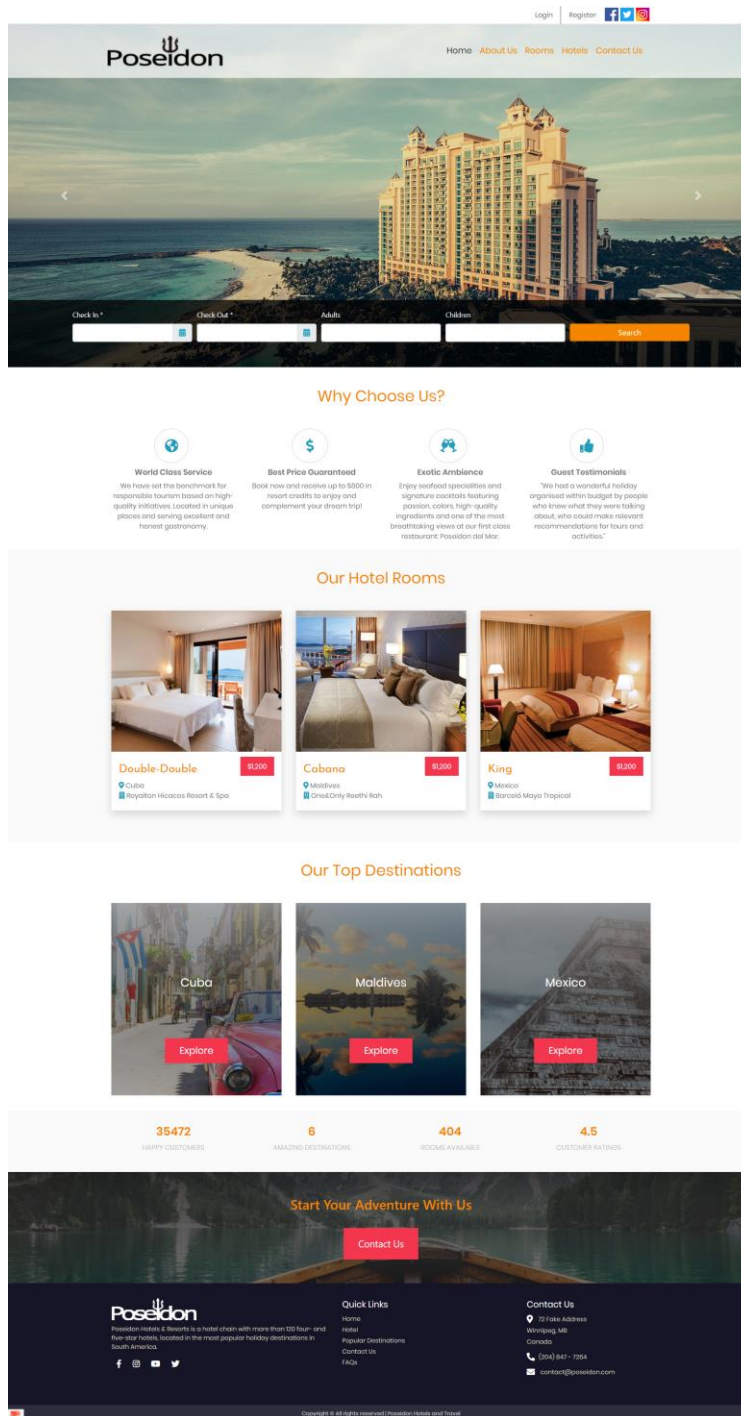 Login
Register
Poseidon
Home About Us Rooms Hotels Contact Us
Check In *
Check Out *
Adults
Children
Search
Why Choose Us?
World Class Service
We have set the benchmark for
responsible tourism based on high-
quality initiatives. Located in unique
places and serving excellent and
honest gastronomy.
Best Price Guaranteed
Book now and receive up to $800 in
resort credits to enjoy and
complement your dream trip!
Exotic Ambience
Enjoy seafood specialities and
signature cocktails featuring
passion, colors, high-quality
ingredients and one of the most
breathtaking views at our first class
restaurant: Poseidon del Mar.
Guest Testimonials
"We had a wonderful holiday
organised within budget by people
who knew what they were talking
about, who could make relevant
recommendations for tours and
activities."
Our Hotel Rooms
Double-Double
$1,200
Cuba
Royalton Hicacos Resort & Spa
Cabana
$1,200
Maldives
One&Only Reethi Rah
King
$1,200
Mexico
Barceló Maya Tropical
Our Top Destinations
Cuba
Explore
Maldives
Explore
Mexico
Explore
35472
HAPPY CUSTOMERS
6
AMAZING DESTINATIONS
404
ROOMS AVAILABLE
4.5
CUSTOMER RATINGS
Start Your Adventure With Us
Contact Us
Poseidon
Poseidon Hotels & Resorts is a hotel chain with more than 120 four- and
five-star hotels, located in the most popular holiday destinations in
South America.
Quick Links
Home
Hotel
Popular Destinations
Contact Us
FAQs
Contact Us
72 Fake Address
Winnipeg, MB
Canada
(204) 847 - 7264
contact@poseidon.com
Copyright © All rights reserved | Poseidon Hotels and Travel